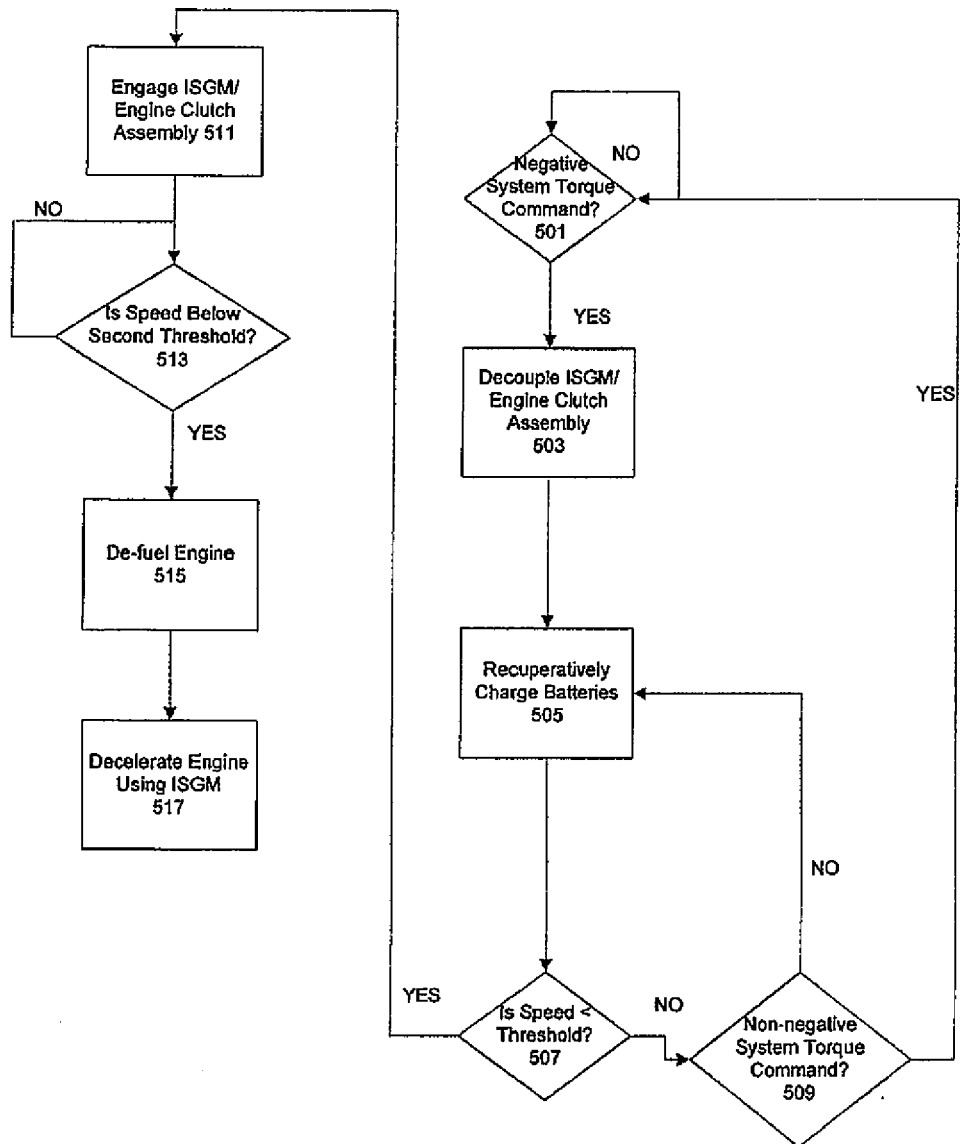 Engage ISGM/
Engine Clutch
Assembly 511
NO
Is Speed Below
Second Threshold?
513
YES
De-fuel Engine
515
Decelerate Engine
Using ISGM
517
NO
Negative
System Torque
Command?
501
YES
Decouple ISGM/
Engine Clutch
Assembly
503
YES
Recuperatively
Charge Batteries
505
NO
YES
Is Speed <
Threshold?
507
NO
Non-negative
System Torque
Command?
509